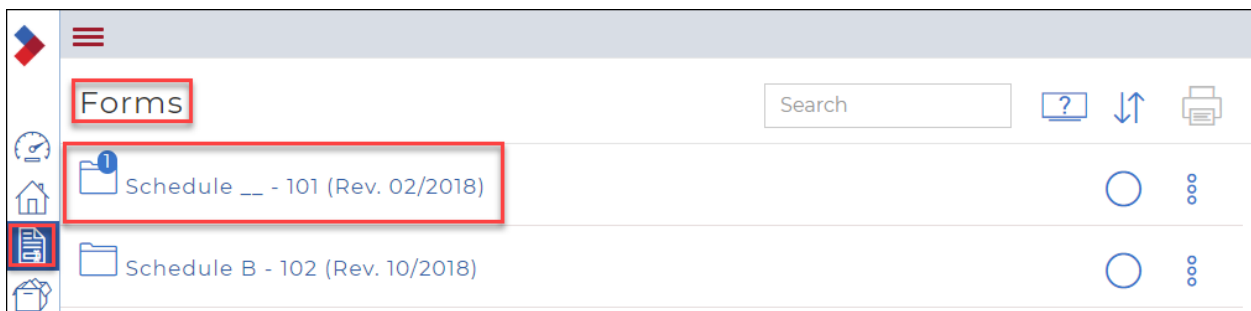 Forms
Search
?
1
Schedule __ - 101 (Rev. 02/2018)
Schedule B - 102 (Rev. 10/2018)